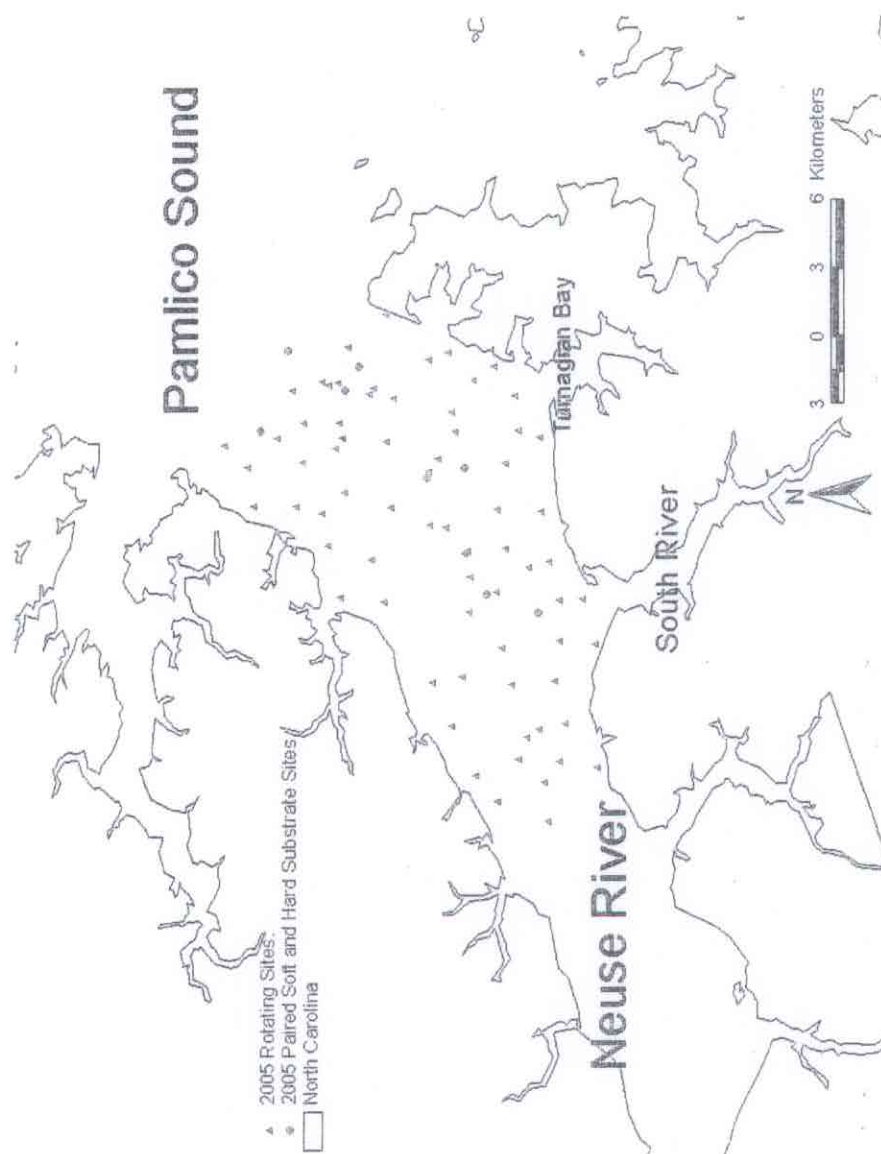 Pamlico Sound
2005 Rotating Sites.
2005 Paired Soft and Hard Substrate Sites
North Carolina
Turnagian Bay
South River
Neuse River
N
3 0 3 6 Kilometers